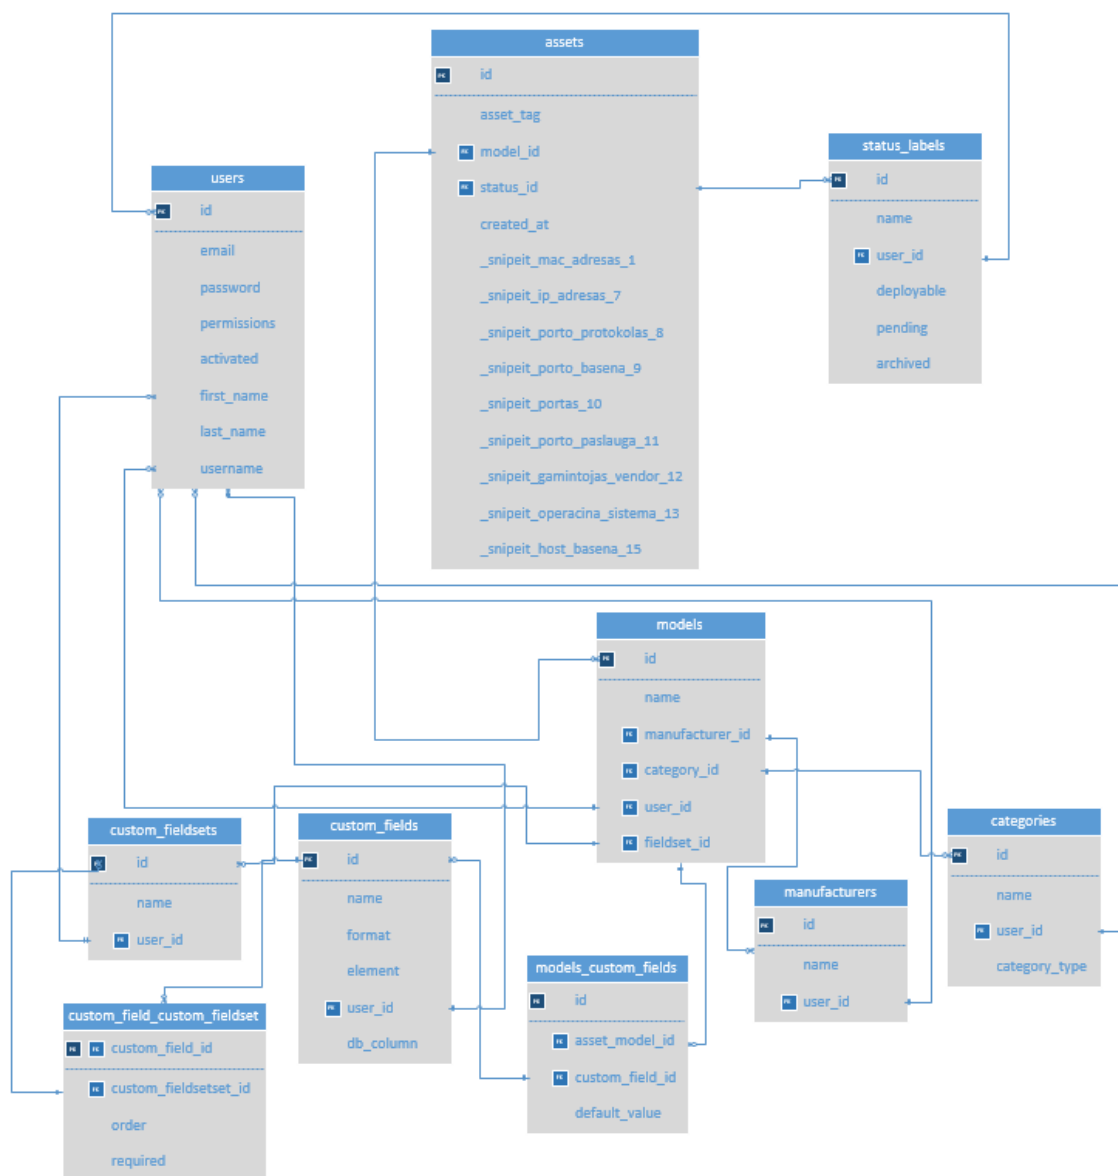 assets
id
asset_tag
model_id
status_id
created_at
_snipeit_mac_adresas_1
_snipeit_ip_adresas_7
_snipeit_porto_protokolas_8
_snipeit_porto_basena_9
_snipeit_portas_10
_snipeit_porto_paslauga_11
_snipeit_gamintojas_vendor_12
_snipeit_operacina_sistema_13
_snipeit_host_basena_15
status_labels
id
name
user_id
deployable
pending
archived
users
id
email
password
permissions
activated
first_name
last_name
username
models
id
name
manufacturer_id
category_id
user_id
fieldset_id
custom_fieldsets
id
name
user_id
custom_fields
id
name
format
element
user_id
db_column
categories
id
name
user_id
category_type
manufacturers
id
name
user_id
models_custom_fields
id
asset_model_id
custom_field_id
default_value
custom_field_custom_fieldset
custom_field_id
custom_fieldsetset_id
order
required